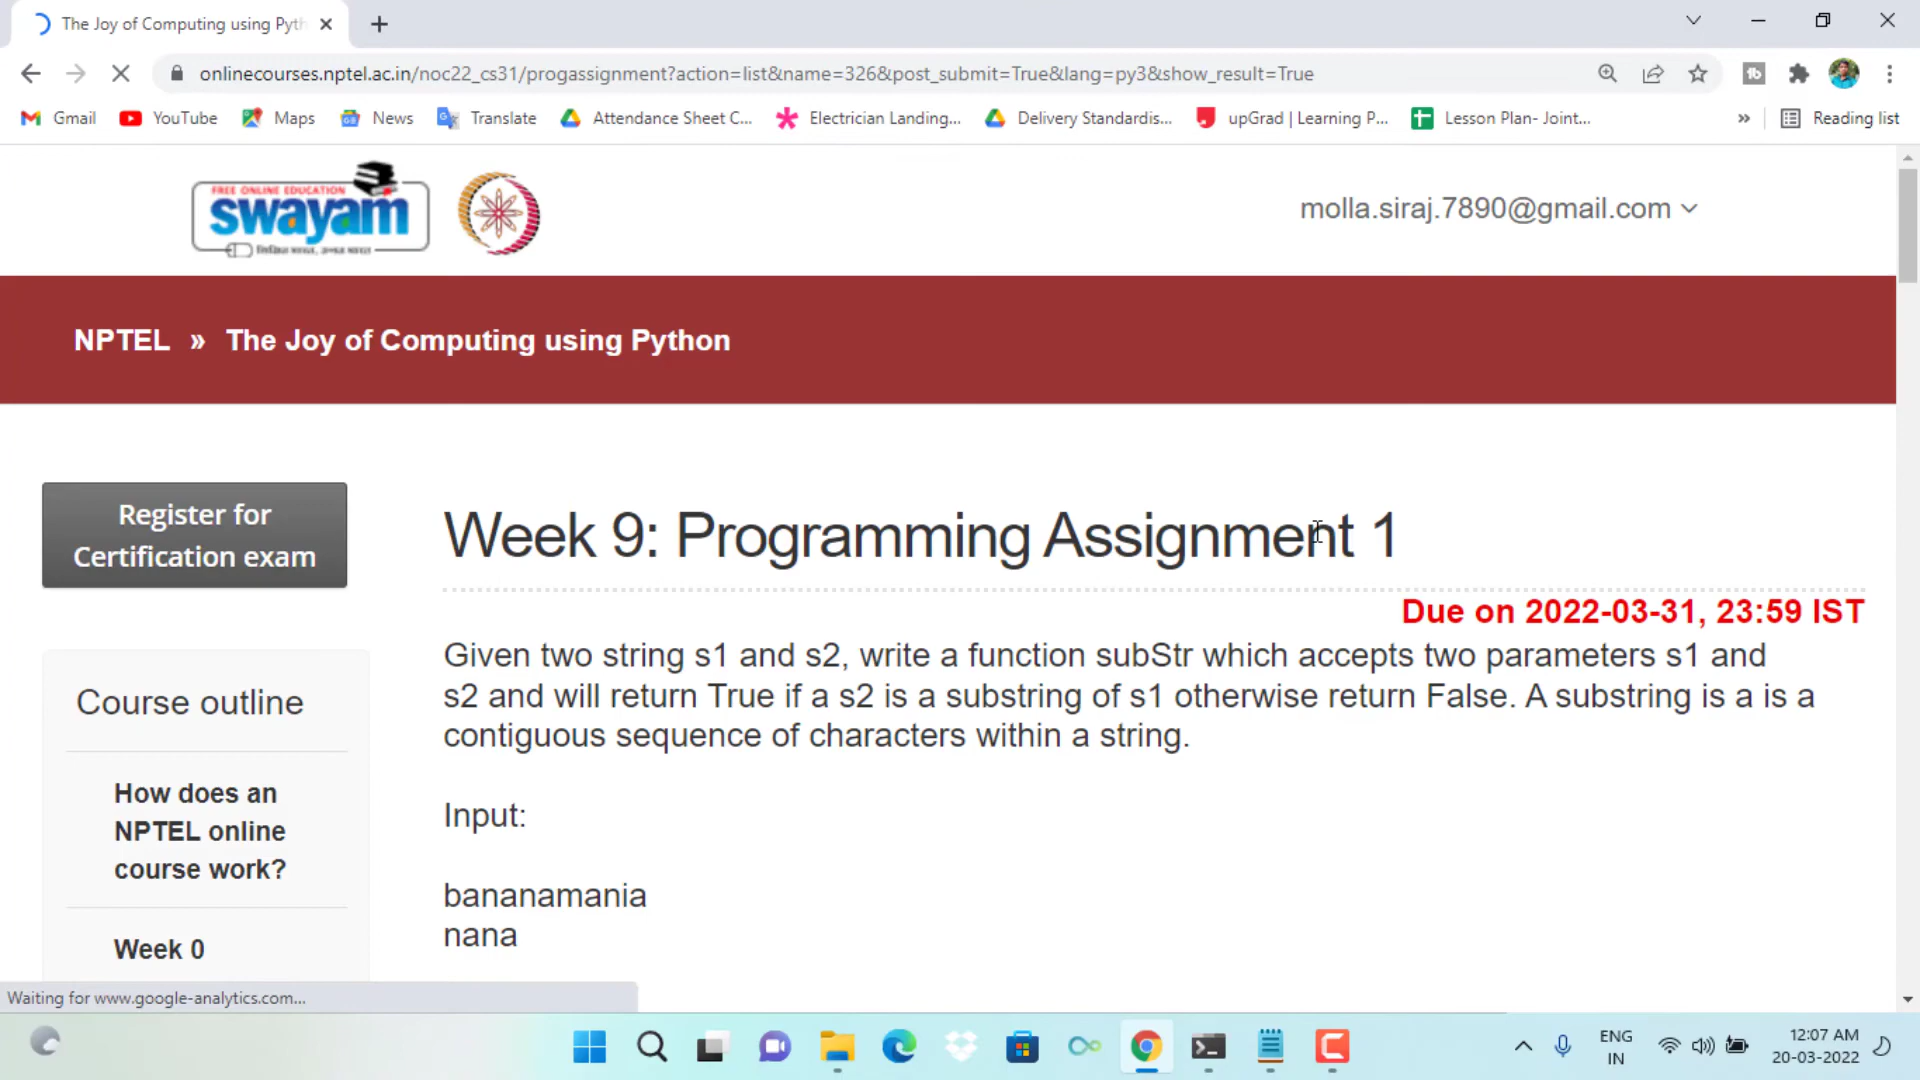 The Joy of Computing using Pyth
onlinecourses.nptel.ac.in/noc22_cs31/progassignment?action=list&name=326&post_submit=True&lang=py3&show_result=True
Gmail YouTube Maps News Translate Attendance Sheet C... Electrician Landing... Delivery Standardis... upGrad | Learning P... Lesson Plan- Joint... » Reading list
FREE ONLINE EDUCATION
swayam
molla.siraj.7890@gmail.com
NPTEL » The Joy of Computing using Python
Register for
Certification exam
Course outline
How does an
NPTEL online
course work?
Week 0
Week 9: Programming Assignment 1
Due on 2022-03-31, 23:59 IST
Given two string s1 and s2, write a function subStr which accepts two parameters s1 and
s2 and will return True if a s2 is a substring of s1 otherwise return False. A substring is a is a
contiguous sequence of characters within a string.
Input:
bananamania
nana
Waiting for www.google-analytics.com...
ENG
IN
12:07 AM
20-03-2022